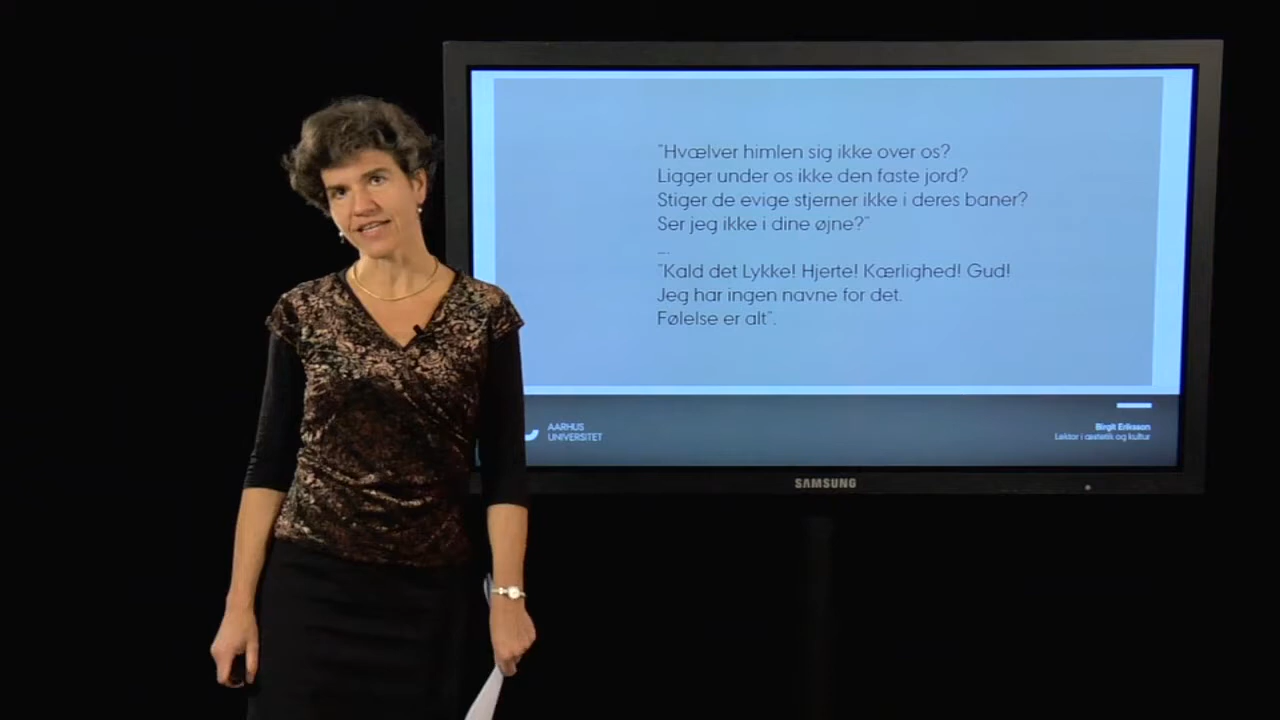 "Hvælver himlen sig ikke over os?
Ligger under os ikke den faste jord?
Stiger de evige stjerner ikke i deres baner?
Ser jeg ikke i dine øjne?"
....
"Kald det Lykke! Hjerte! Kærlighed! Gud!
Jeg har ingen navne for det.
Følelse er alt".
AARHUS
UNIVERSITET
Birgit Eriksson
Lektor i æstetik og kultur
SAMSUNG